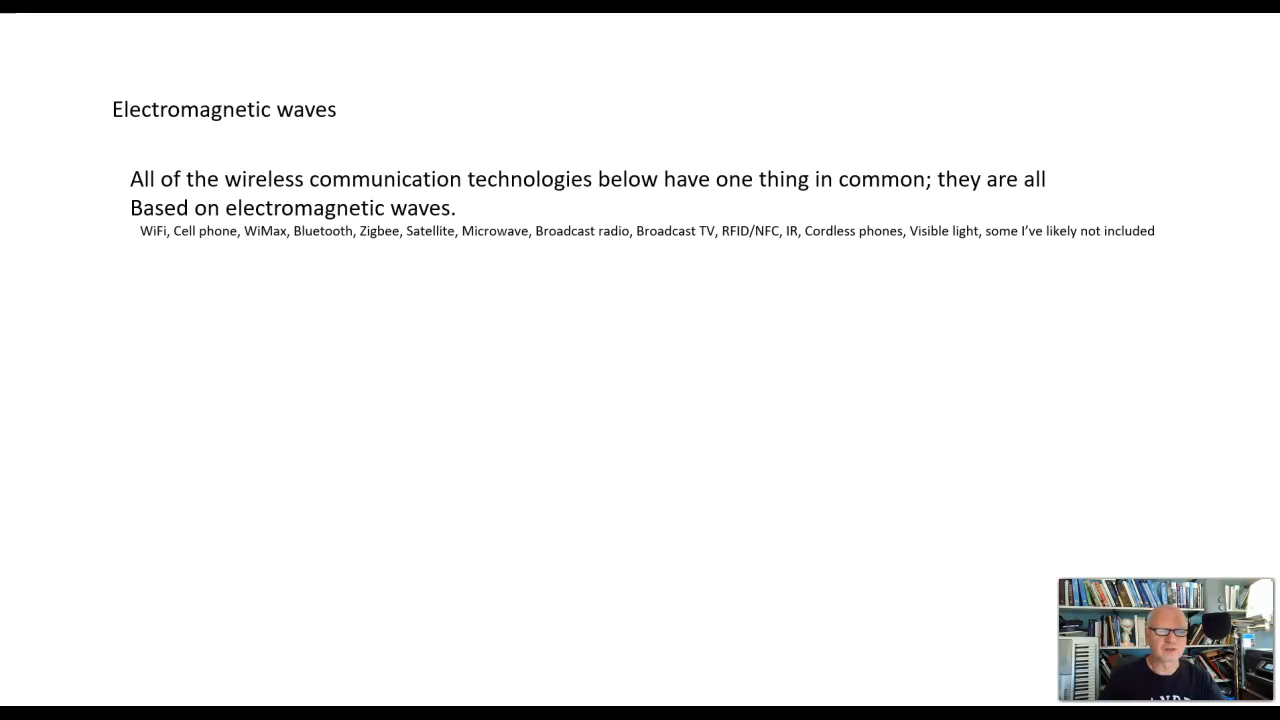 Electromagnetic waves
All of the wireless communication technologies below have one thing in common; they are all
Based on electromagnetic waves.
WiFi, Cell phone, WiMax, Bluetooth, Zigbee, Satellite, Microwave, Broadcast radio, Broadcast TV, RFID/NFC, IR, Cordless phones, Visible light, some I’ve likely not included